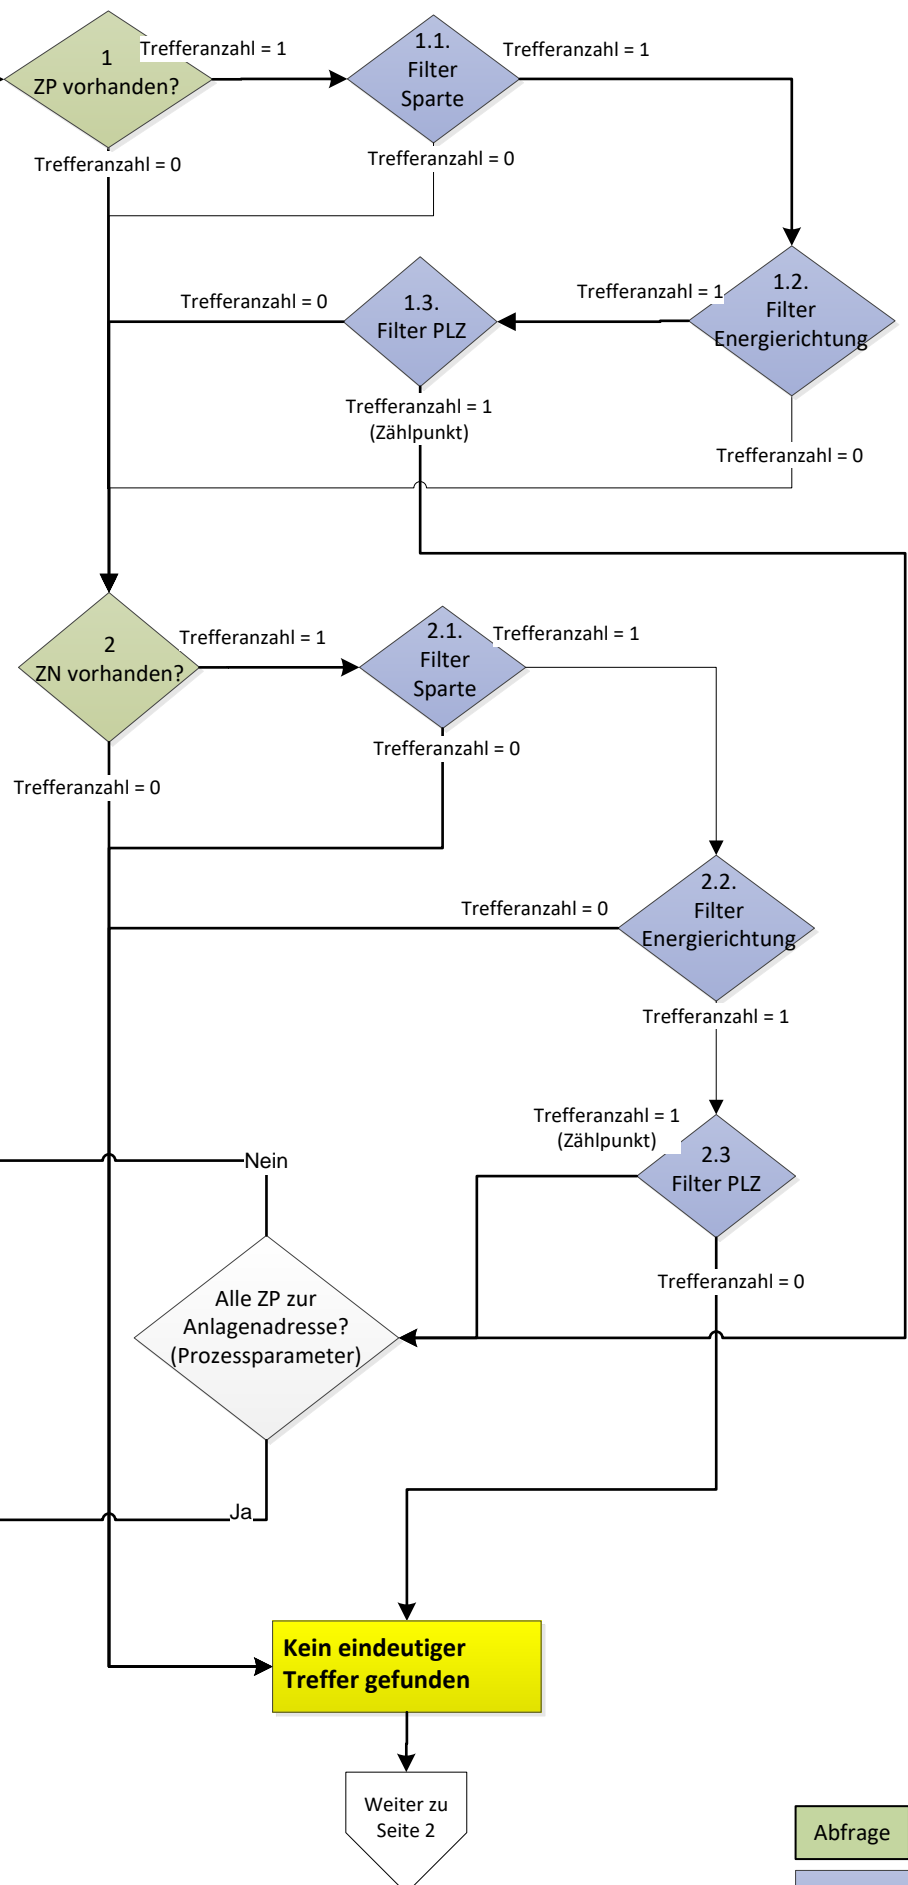 1
ZP vorhanden?
Trefferanzahl = 1
1.1.
Filter
Sparte
Trefferanzahl = 1
Trefferanzahl = 0
Trefferanzahl = 0
1.2.
Filter
Energierichtung
Trefferanzahl = 1
1.3.
Filter PLZ
Trefferanzahl = 0
Trefferanzahl = 1
(Zählpunkt)
Trefferanzahl = 0
2
ZN vorhanden?
Trefferanzahl = 1
2.1.
Filter
Sparte
Trefferanzahl = 1
Trefferanzahl = 0
Trefferanzahl = 0
2.2.
Filter
Energierichtung
Trefferanzahl = 0
Trefferanzahl = 1
Trefferanzahl = 1
(Zählpunkt)
2.3
Filter PLZ
Nein
Trefferanzahl = 0
Alle ZP zur
Anlagenadresse?
(Prozessparameter)
Ja
Kein eindeutiger
Treffer gefunden
Weiter zu
Seite 2
Abfrage